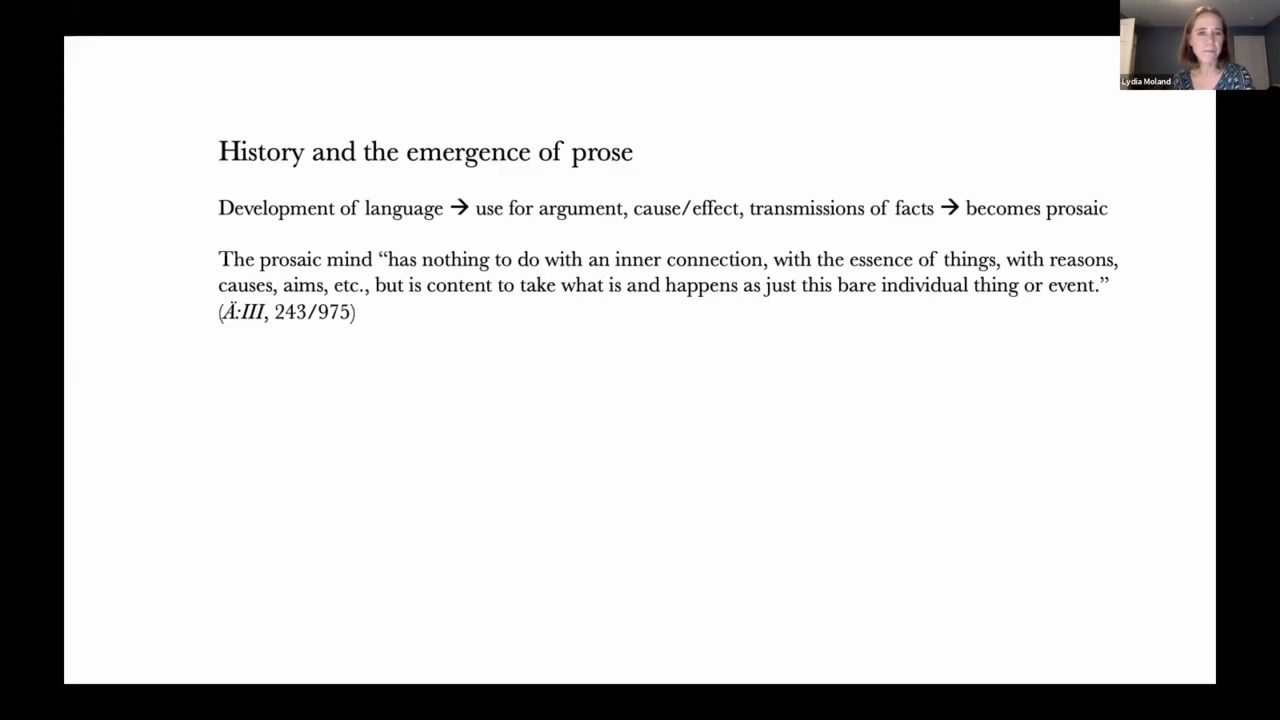 Lydia Moland
History and the emergence of prose
Development of language → use for argument, cause/effect, transmissions of facts → becomes prosaic
The prosaic mind “has nothing to do with an inner connection, with the essence of things, with reasons,
causes, aims, etc., but is content to take what is and happens as just this bare individual thing or event.”
(Ä:III, 243/975)